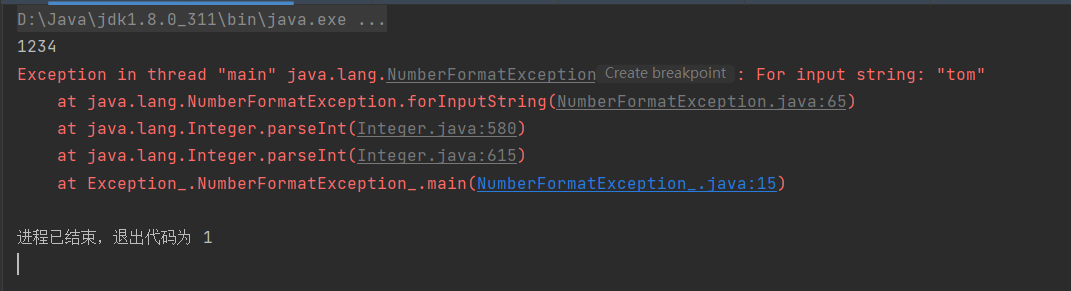 D:\Java\jdk1.8.0_311\bin\java.exe ...
1234
Exception in thread "main" java.lang.NumberFormatException Create breakpoint : For input string: "tom"
    at java.lang.NumberFormatException.forInputString(NumberFormatException.java:65)
    at java.lang.Integer.parseInt(Integer.java:580)
    at java.lang.Integer.parseInt(Integer.java:615)
    at Exception_.NumberFormatException_.main(NumberFormatException_.java:15)
进程已结束，退出代码为 1